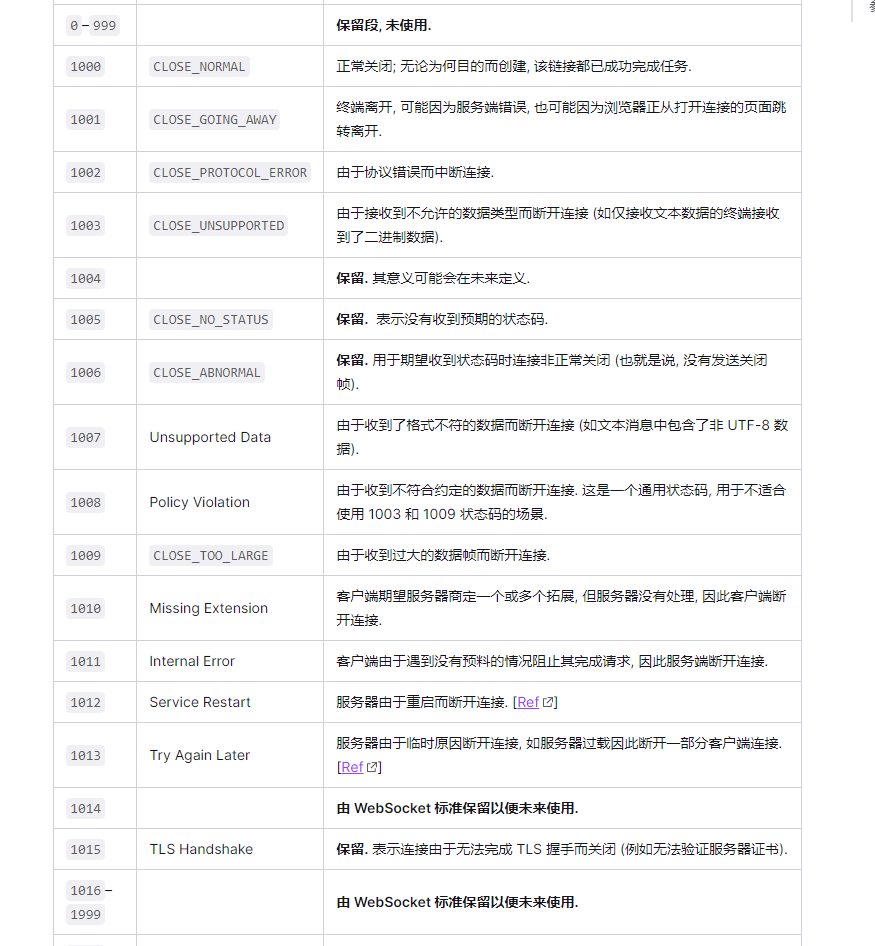 0–999 保留段, 未使用.
1000 CLOSE_NORMAL 正常关闭; 无论为何目的而创建, 该链接都已成功完成任务.
1001 CLOSE_GOING_AWAY 终端离开, 可能因为服务端错误, 也可能因为浏览器正从打开连接的页面跳
转离开.
1002 CLOSE_PROTOCOL_ERROR 由于协议错误而中断连接.
1003 CLOSE_UNSUPPORTED 由于接收到不允许的数据类型而断开连接 (如仅接收文本数据的终端接收
到了二进制数据).
1004 保留. 其意义可能会在未来定义.
1005 CLOSE_NO_STATUS 保留. 表示没有收到预期的状态码.
1006 CLOSE_ABNORMAL 保留. 用于期望收到状态码时连接非正常关闭 (也就是说, 没有发送关闭
帧).
1007 Unsupported Data 由于收到了格式不符的数据而断开连接 (如文本消息中包含了非 UTF-8 数
据).
1008 Policy Violation 由于收到不符合约定的数据而断开连接. 这是一个通用状态码, 用于不适合
使用 1003 和 1009 状态码的场景.
1009 CLOSE_TOO_LARGE 由于收到过大的数据帧而断开连接.
1010 Missing Extension 客户端期望服务器商定一个或多个拓展, 但服务器没有处理, 因此客户端断
开连接.
1011 Internal Error 客户端由于遇到没有预料的情况阻止其完成请求, 因此服务端断开连接.
1012 Service Restart 服务器由于重启而断开连接. [Ref]
1013 Try Again Later 服务器由于临时原因断开连接, 如服务器过载因此断开一部分客户端连接.
[Ref]
1014 由 WebSocket 标准保留以便未来使用.
1015 TLS Handshake 保留. 表示连接由于无法完成 TLS 握手而关闭 (例如无法验证服务器证书).
1016–
1999 由 WebSocket 标准保留以便未来使用.